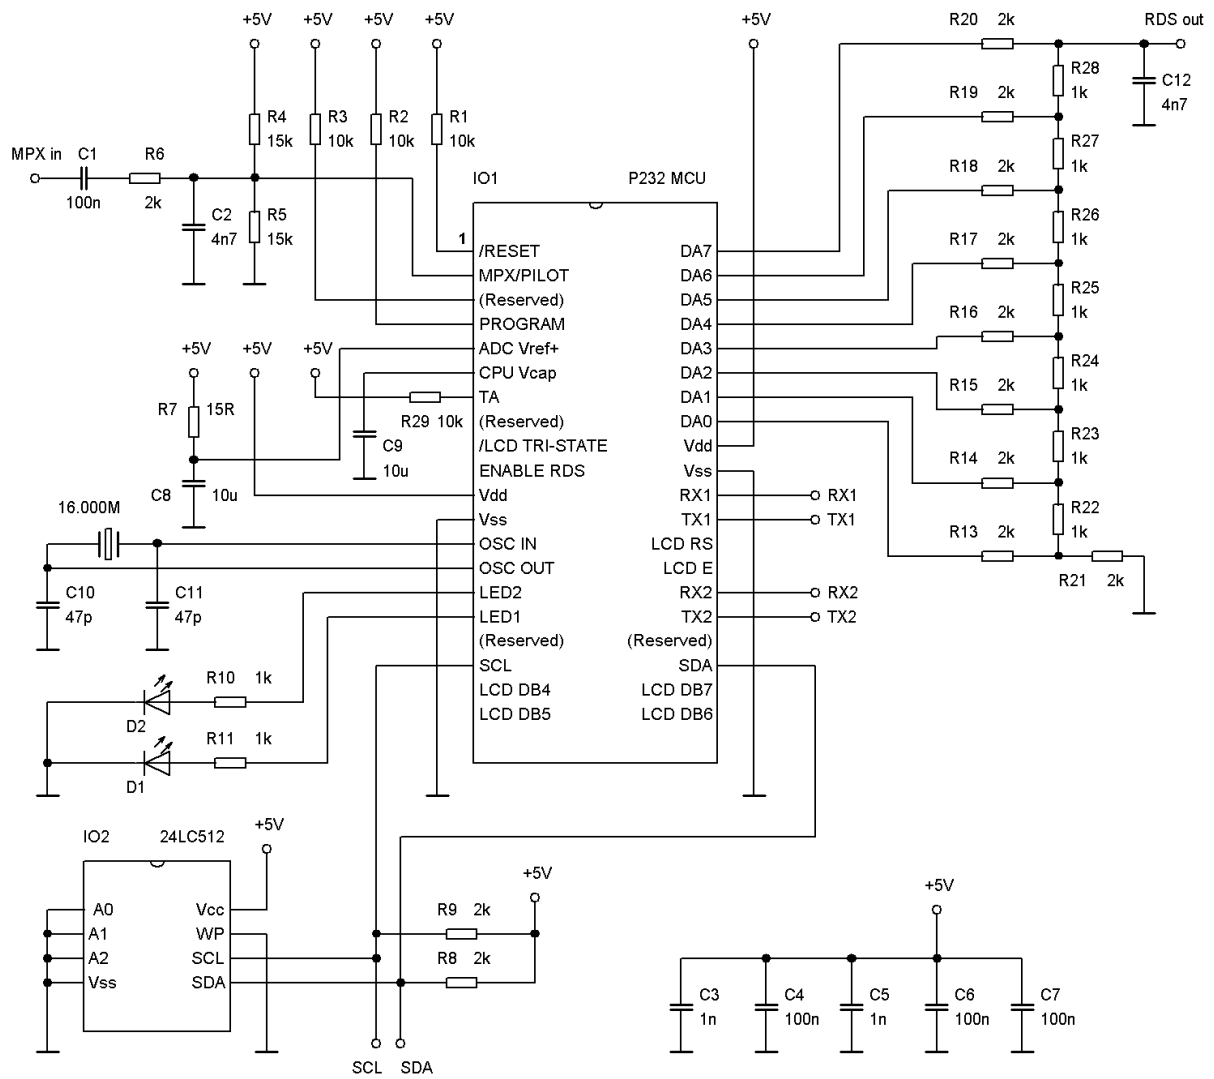 +5V +5V +5V +5V +5V R20 2k RDS out
R28
1k
C12
4n7
R19 2k
R4
15k
R3
10k
R2
10k
R1
10k
R27
1k
MPX in C1 R6
100n 2k
IO1 P232 MCU
R18 2k
C2
4n7
R5
15k
R26
1k
1
/RESET DA7
R17 2k
MPX/PILOT DA6
(Reserved) DA5
R25
1k
PROGRAM DA4
R16 2k
ADC Vref+ DA3
+5V +5V +5V
CPU Vcap DA2
R24
1k
R15 2k
TA DA1
R7 15R
R29 10k
(Reserved) DA0
R23
1k
C9
10u
/LCD TRI-STATE Vdd
R14 2k
ENABLE RDS Vss
C8 10u
Vdd RX1 RX1
16.000M
Vss TX1 TX1
R22
1k
R13 2k
OSC IN LCD RS
OSC OUT LCD E
R21 2k
C10
47p
C11
47p
LED2 RX2 RX2
LED1 TX2 TX2
(Reserved) (Reserved)
SCL SDA
R10 1k
LCD DB4 LCD DB7
LCD DB5 LCD DB6
D2
R11 1k
D1
IO2 24LC512 +5V
+5V
+5V
A0 Vcc
R9 2k
A1 WP
A2 SCL
R8 2k
Vss SDA
C3
1n
C4
100n
C5
1n
C6
100n
C7
100n
SCL SDA